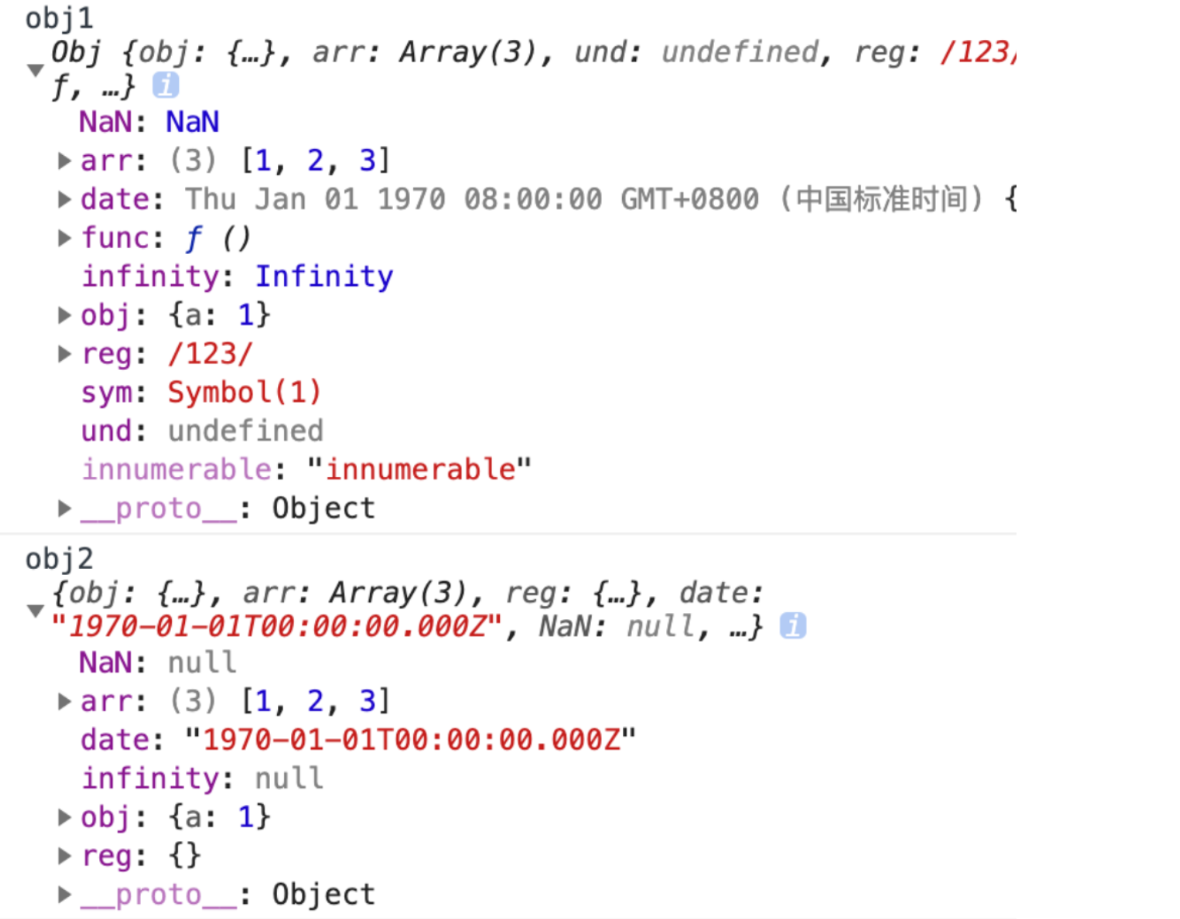 obj1
Obj {obj: {…}, arr: Array(3), und: undefined, reg: /123/
f, …} i
NaN: NaN
arr: (3) [1, 2, 3]
date: Thu Jan 01 1970 08:00:00 GMT+0800 (中国标准时间) {
func: ƒ ()
infinity: Infinity
obj: {a: 1}
reg: /123/
sym: Symbol(1)
und: undefined
innumerable: "innumerable"
__proto__: Object
obj2
{obj: {…}, arr: Array(3), reg: {…}, date:
"1970-01-01T00:00:00.000Z", NaN: null, …} i
NaN: null
arr: (3) [1, 2, 3]
date: "1970-01-01T00:00:00.000Z"
infinity: null
obj: {a: 1}
reg: {}
__proto__: Object